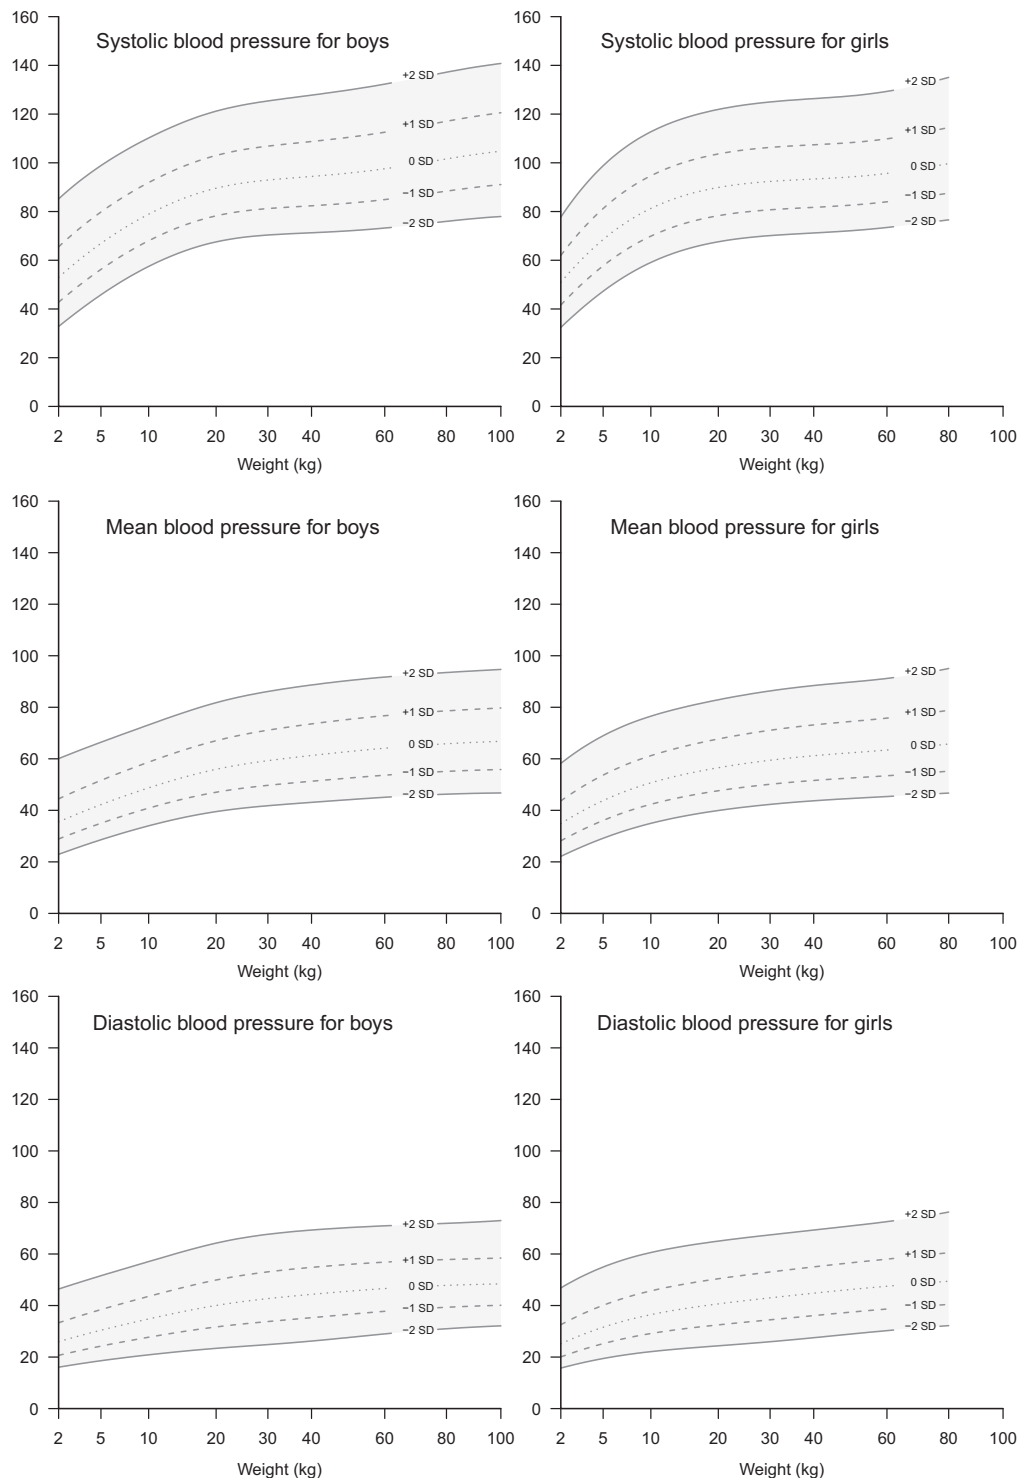 Systolic blood pressure for boys
160
140
120
100
80
60
40
20
0
+2 SD
+1 SD
0 SD
−1 SD
−2 SD
2 5 10 20 30 40 60 80 100
Weight (kg)
Systolic blood pressure for girls
160
140
120
100
80
60
40
20
0
+2 SD
+1 SD
0 SD
−1 SD
−2 SD
2 5 10 20 30 40 60 80 100
Weight (kg)
Mean blood pressure for boys
160
140
120
100
80
60
40
20
0
+2 SD
+1 SD
0 SD
−1 SD
−2 SD
2 5 10 20 30 40 60 80 100
Weight (kg)
Mean blood pressure for girls
160
140
120
100
80
60
40
20
0
+2 SD
+1 SD
0 SD
−1 SD
−2 SD
2 5 10 20 30 40 60 80 100
Weight (kg)
Diastolic blood pressure for boys
160
140
120
100
80
60
40
20
0
+2 SD
+1 SD
0 SD
−1 SD
−2 SD
2 5 10 20 30 40 60 80 100
Weight (kg)
Diastolic blood pressure for girls
160
140
120
100
80
60
40
20
0
+2 SD
+1 SD
0 SD
−1 SD
−2 SD
2 5 10 20 30 40 60 80 100
Weight (kg)